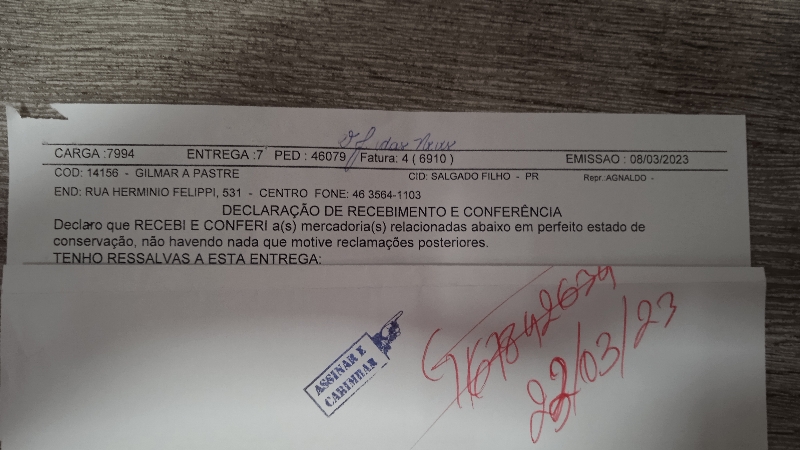 CARGA :7994 ENTREGA :7 PED : 46079 Fatura: 4 ( 6910 ) EMISSAO : 08/03/2023
COD: 14156 - GILMAR A PASTRE CID: SALGADO FILHO - PR Repr. AGNALDO -
END: RUA HERMINIO FELIPPI, 531 - CENTRO FONE: 46 3564-1103
DECLARAÇÃO DE RECEBIMENTO E CONFERÊNCIA
Declaro que RECEBI E CONFERI a(s) mercadoria(s) relacionadas abaixo em perfeito estado de
conservação, não havendo nada que motive reclamações posteriores.
TENHO RESSALVAS A ESTA ENTREGA:
ASSINAR E
CARIMBAR
22/03/23